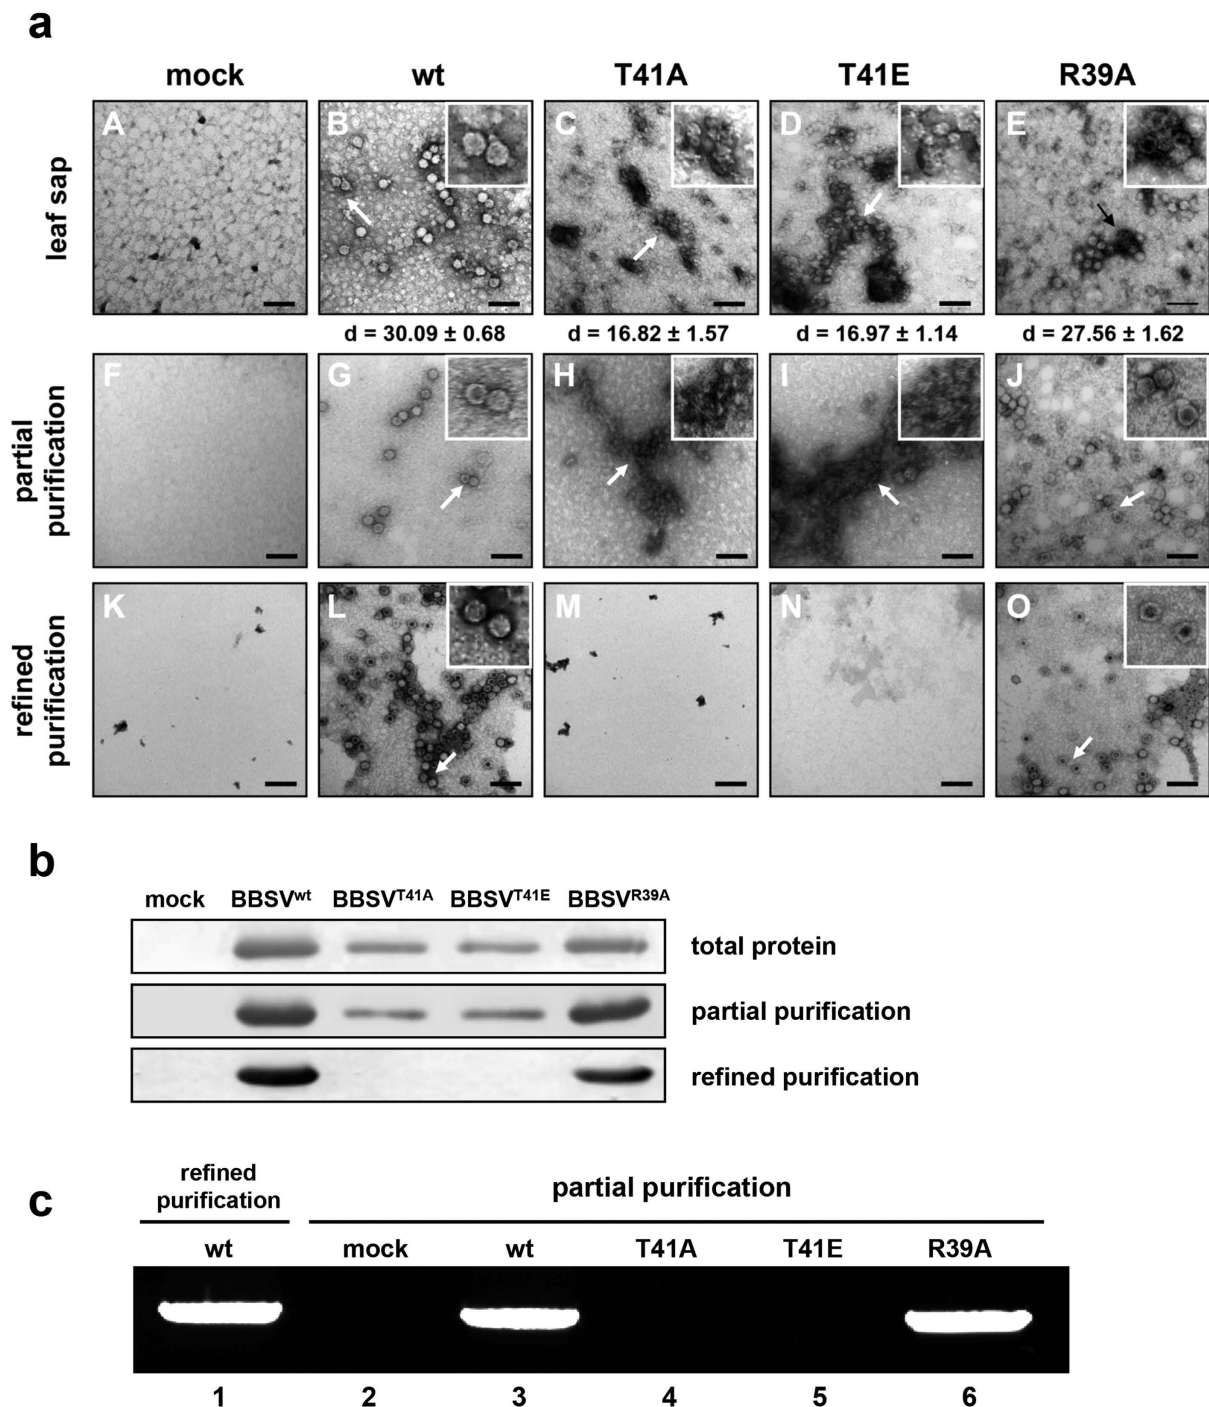 a
mock wt T41A T41E R39A
leaf sap
A B C D E
d = 30.09 ± 0.68 d = 16.82 ± 1.57 d = 16.97 ± 1.14 d = 27.56 ± 1.62
partial
purification
F G H I J
refined
purification
K L M N O
b
mock BBSVwt BBSVT41A BBSVT41E BBSVR39A
total protein
partial purification
refined purification
c
refined
purification
partial purification
wt mock wt T41A T41E R39A
1 2 3 4 5 6